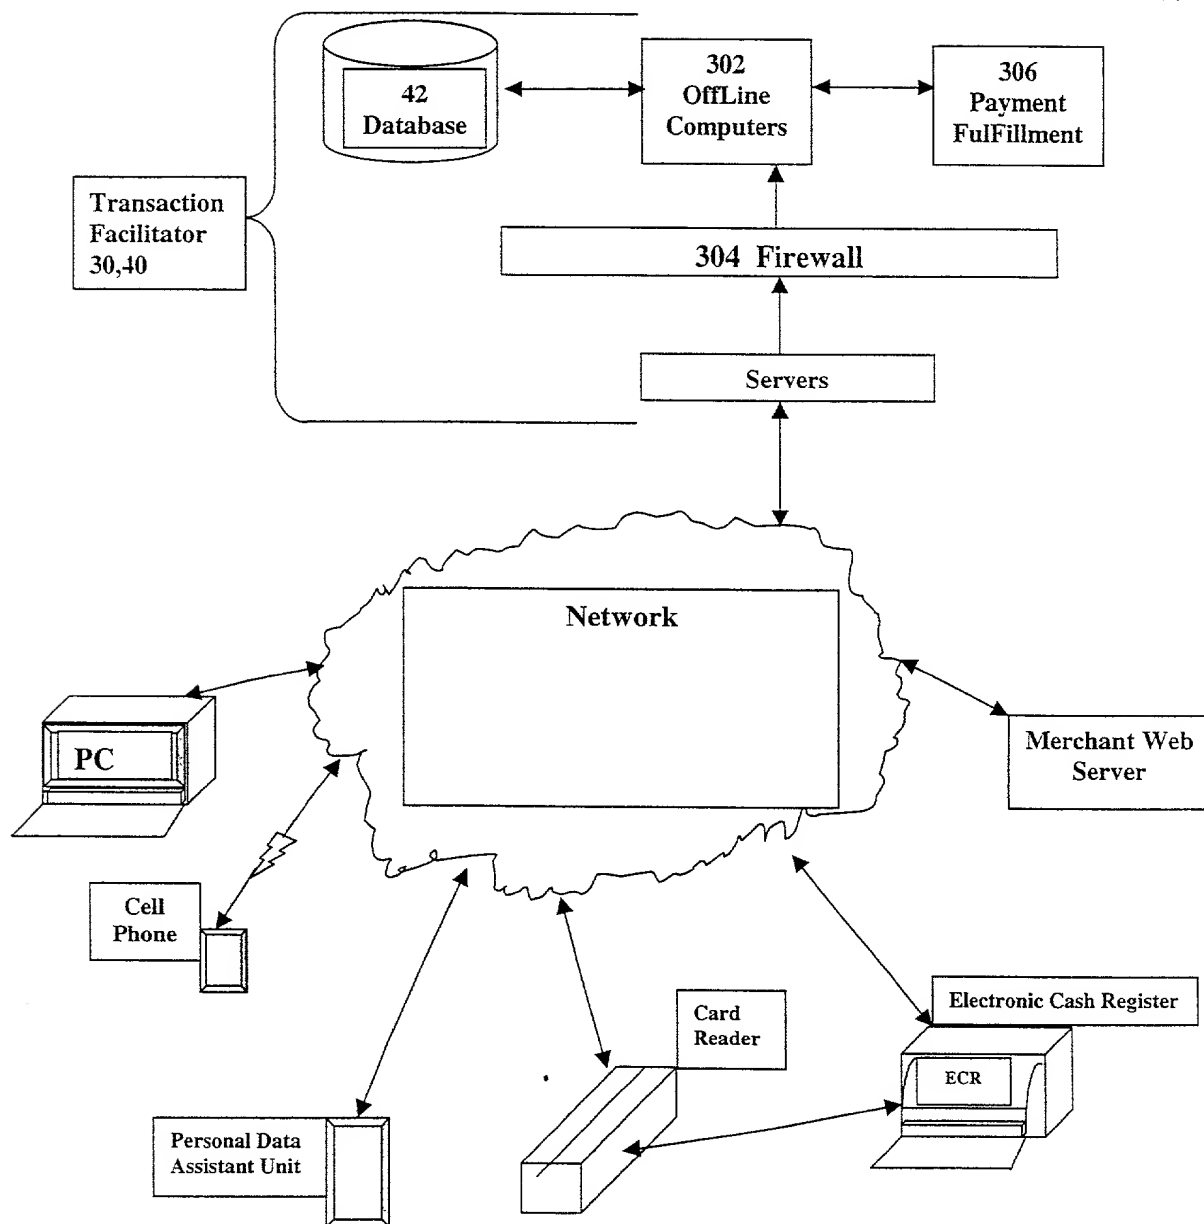 42
Database
302
OffLine
Computers
306
Payment
FulFillment
Transaction
Facilitator
30,40
304 Firewall
Servers
Network
PC
Merchant Web
Server
Cell
Phone
Electronic Cash Register
Card
Reader
ECR
Personal Data
Assistant Unit